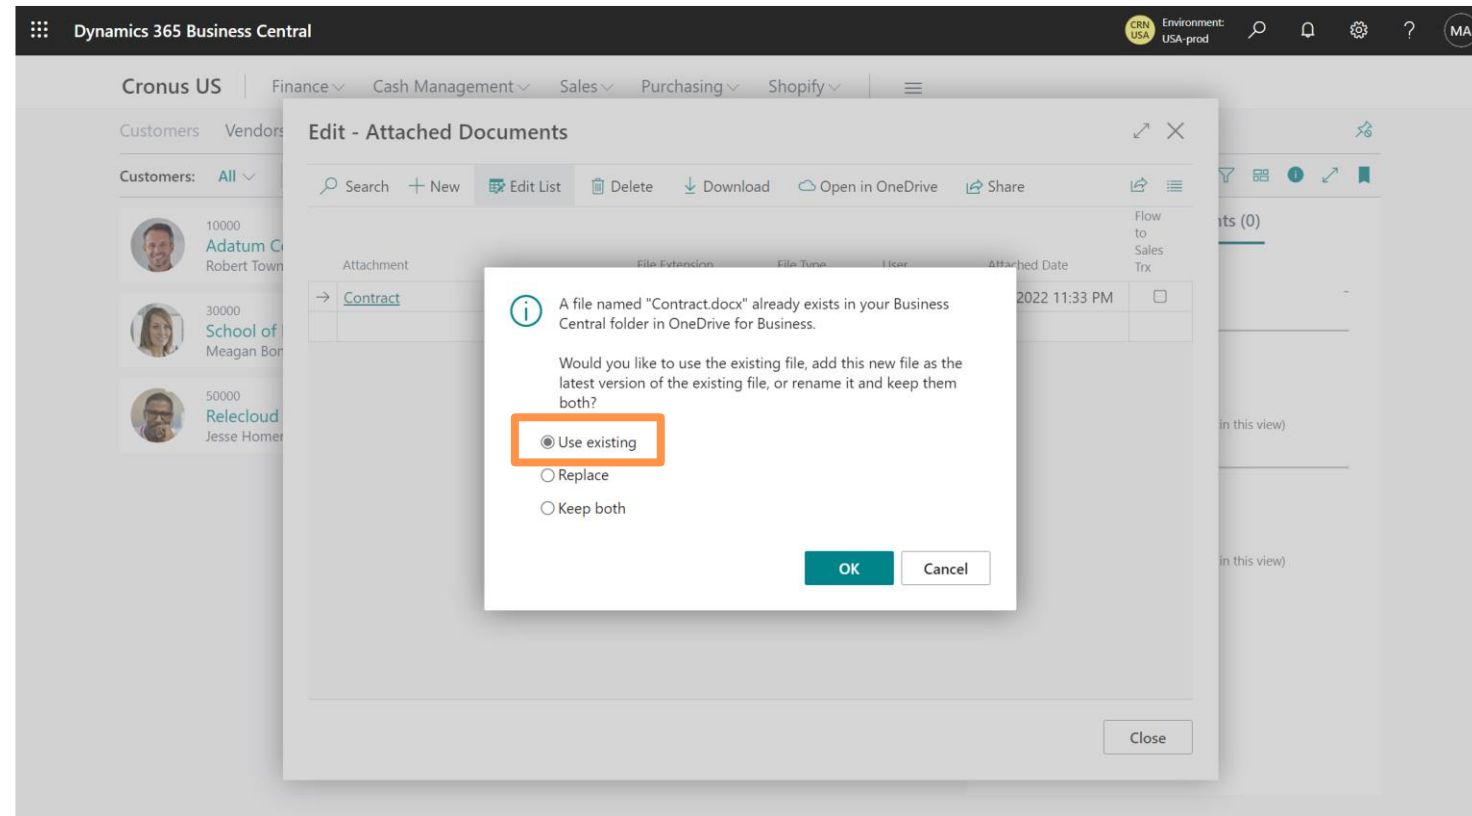 Dynamics 365 Business Central
CRN
USA
Environment:
USA-prod
?
MA
Cronus US
Finance
Cash Management
Sales
Purchasing
Shopify
Customers
Vendors
Edit - Attached Documents
Customers:
All
Search
New
Edit List
Delete
Download
Open in OneDrive
Share
Flow
to
Sales
Trx
Attachment
File Extension
File Type
User
Attached Date
Contract
2022 11:33 PM
10000
Adatum
Robert
30000
School of
Meagan
50000
Relecloud
Jesse
(0)
-
in this view)
in this view)
A file named "Contract.docx" already exists in your Business
Central folder in OneDrive for Business.
Would you like to use the existing file, add this new file as the
latest version of the existing file, or rename it and keep them
both?
Use existing
Replace
Keep both
OK
Cancel
Close